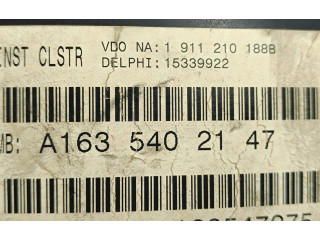 INST CLSTR
VDO NA: 1 911 210 188B
DELPHI: 15339922
MB: A163 540 21 47